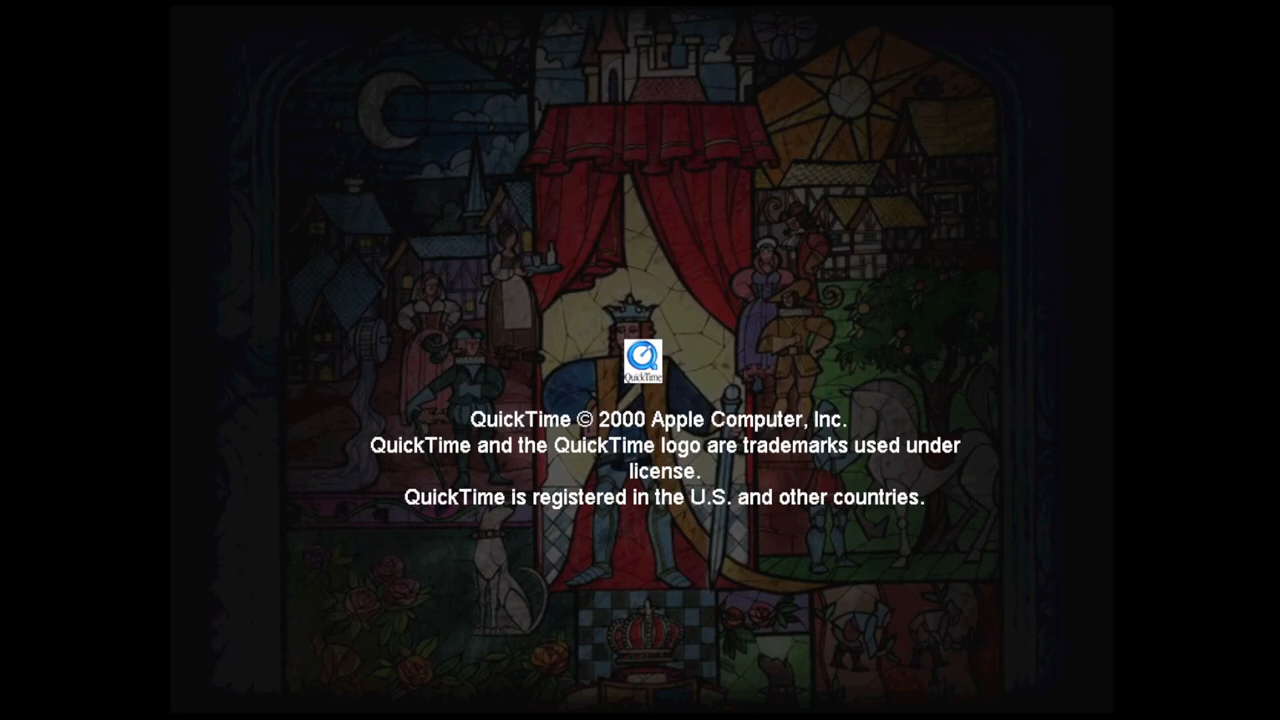 QuickTime
QuickTime © 2000 Apple Computer, Inc.
QuickTime and the QuickTime logo are trademarks used under
license.
QuickTime is registered in the U.S. and other countries.